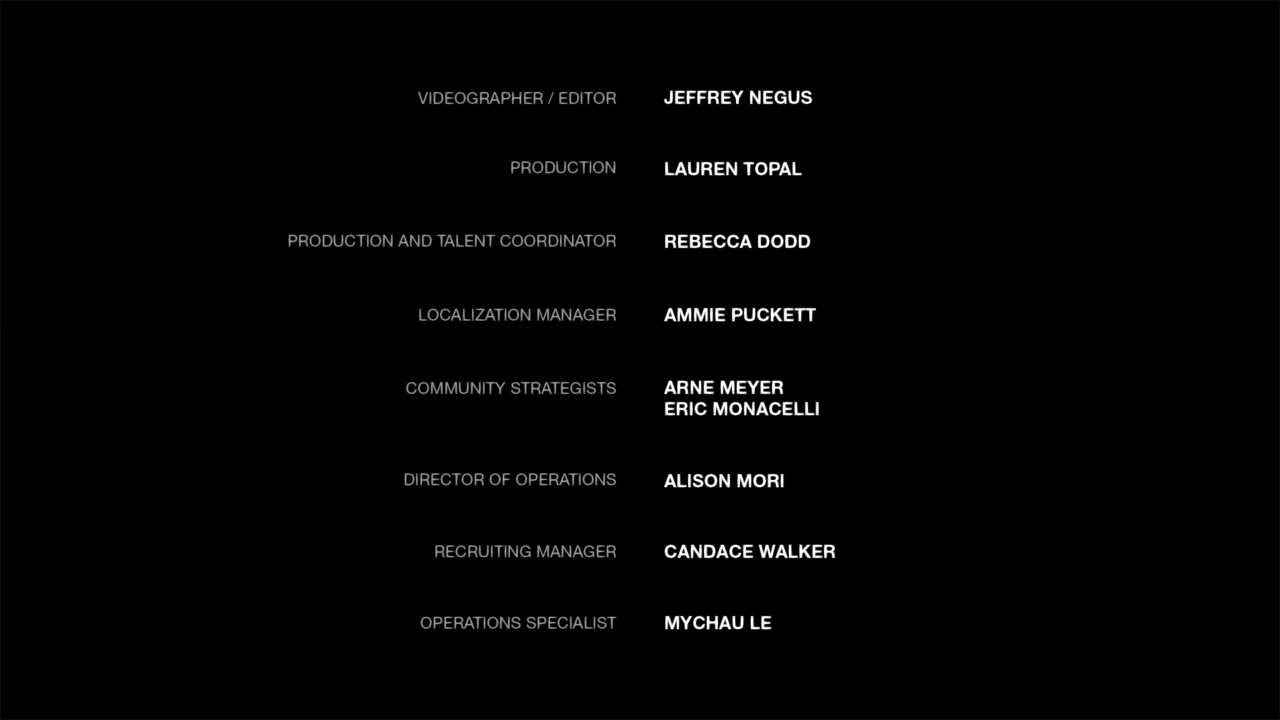 VIDEOGRAPHER / EDITOR JEFFREY NEGUS
PRODUCTION LAUREN TOPAL
PRODUCTION AND TALENT COORDINATOR REBECCA DODD
LOCALIZATION MANAGER AMMIE PUCKETT
COMMUNITY STRATEGISTS ARNE MEYER
ERIC MONACELLI
DIRECTOR OF OPERATIONS ALISON MORI
RECRUITING MANAGER CANDACE WALKER
OPERATIONS SPECIALIST MYCHAU LE